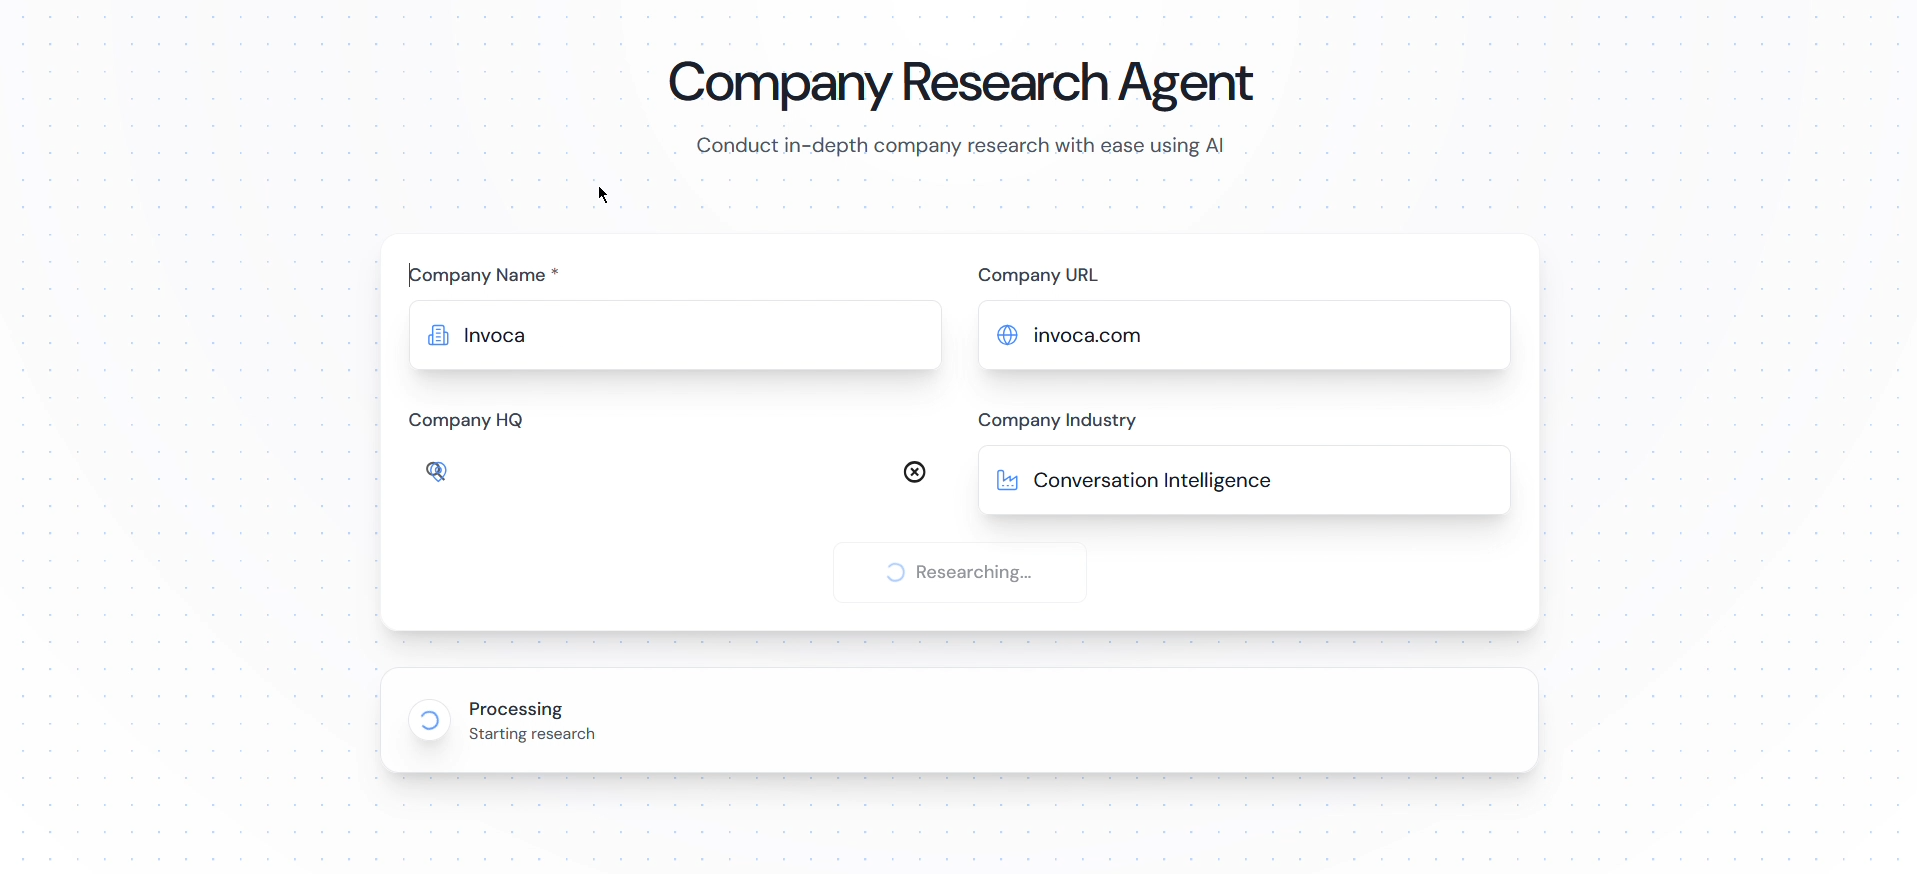 Company Research Agent
Conduct in-depth company research with ease using AI
Company Name *
Invoca
Company URL
invoca.com
Company HQ
Company Industry
Conversation Intelligence
Researching...
Processing
Starting research